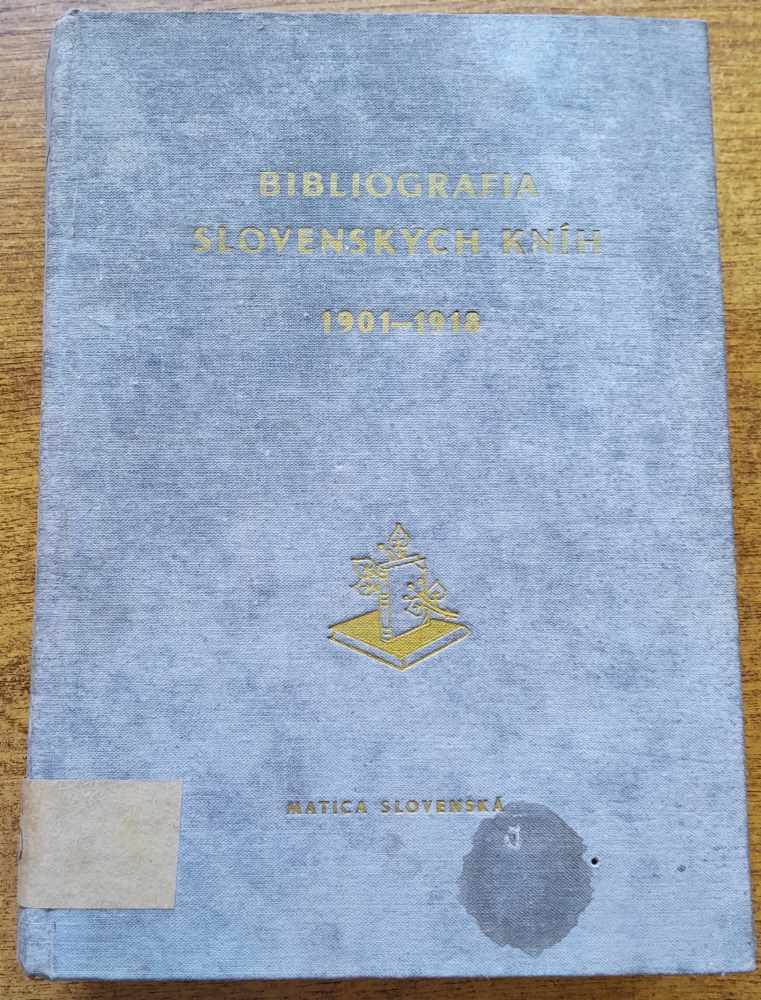 BIBLIOGRAFIA
SLOVENSKÝCH KNÍH
1901—1918
MATICA SLOVENSKÁ